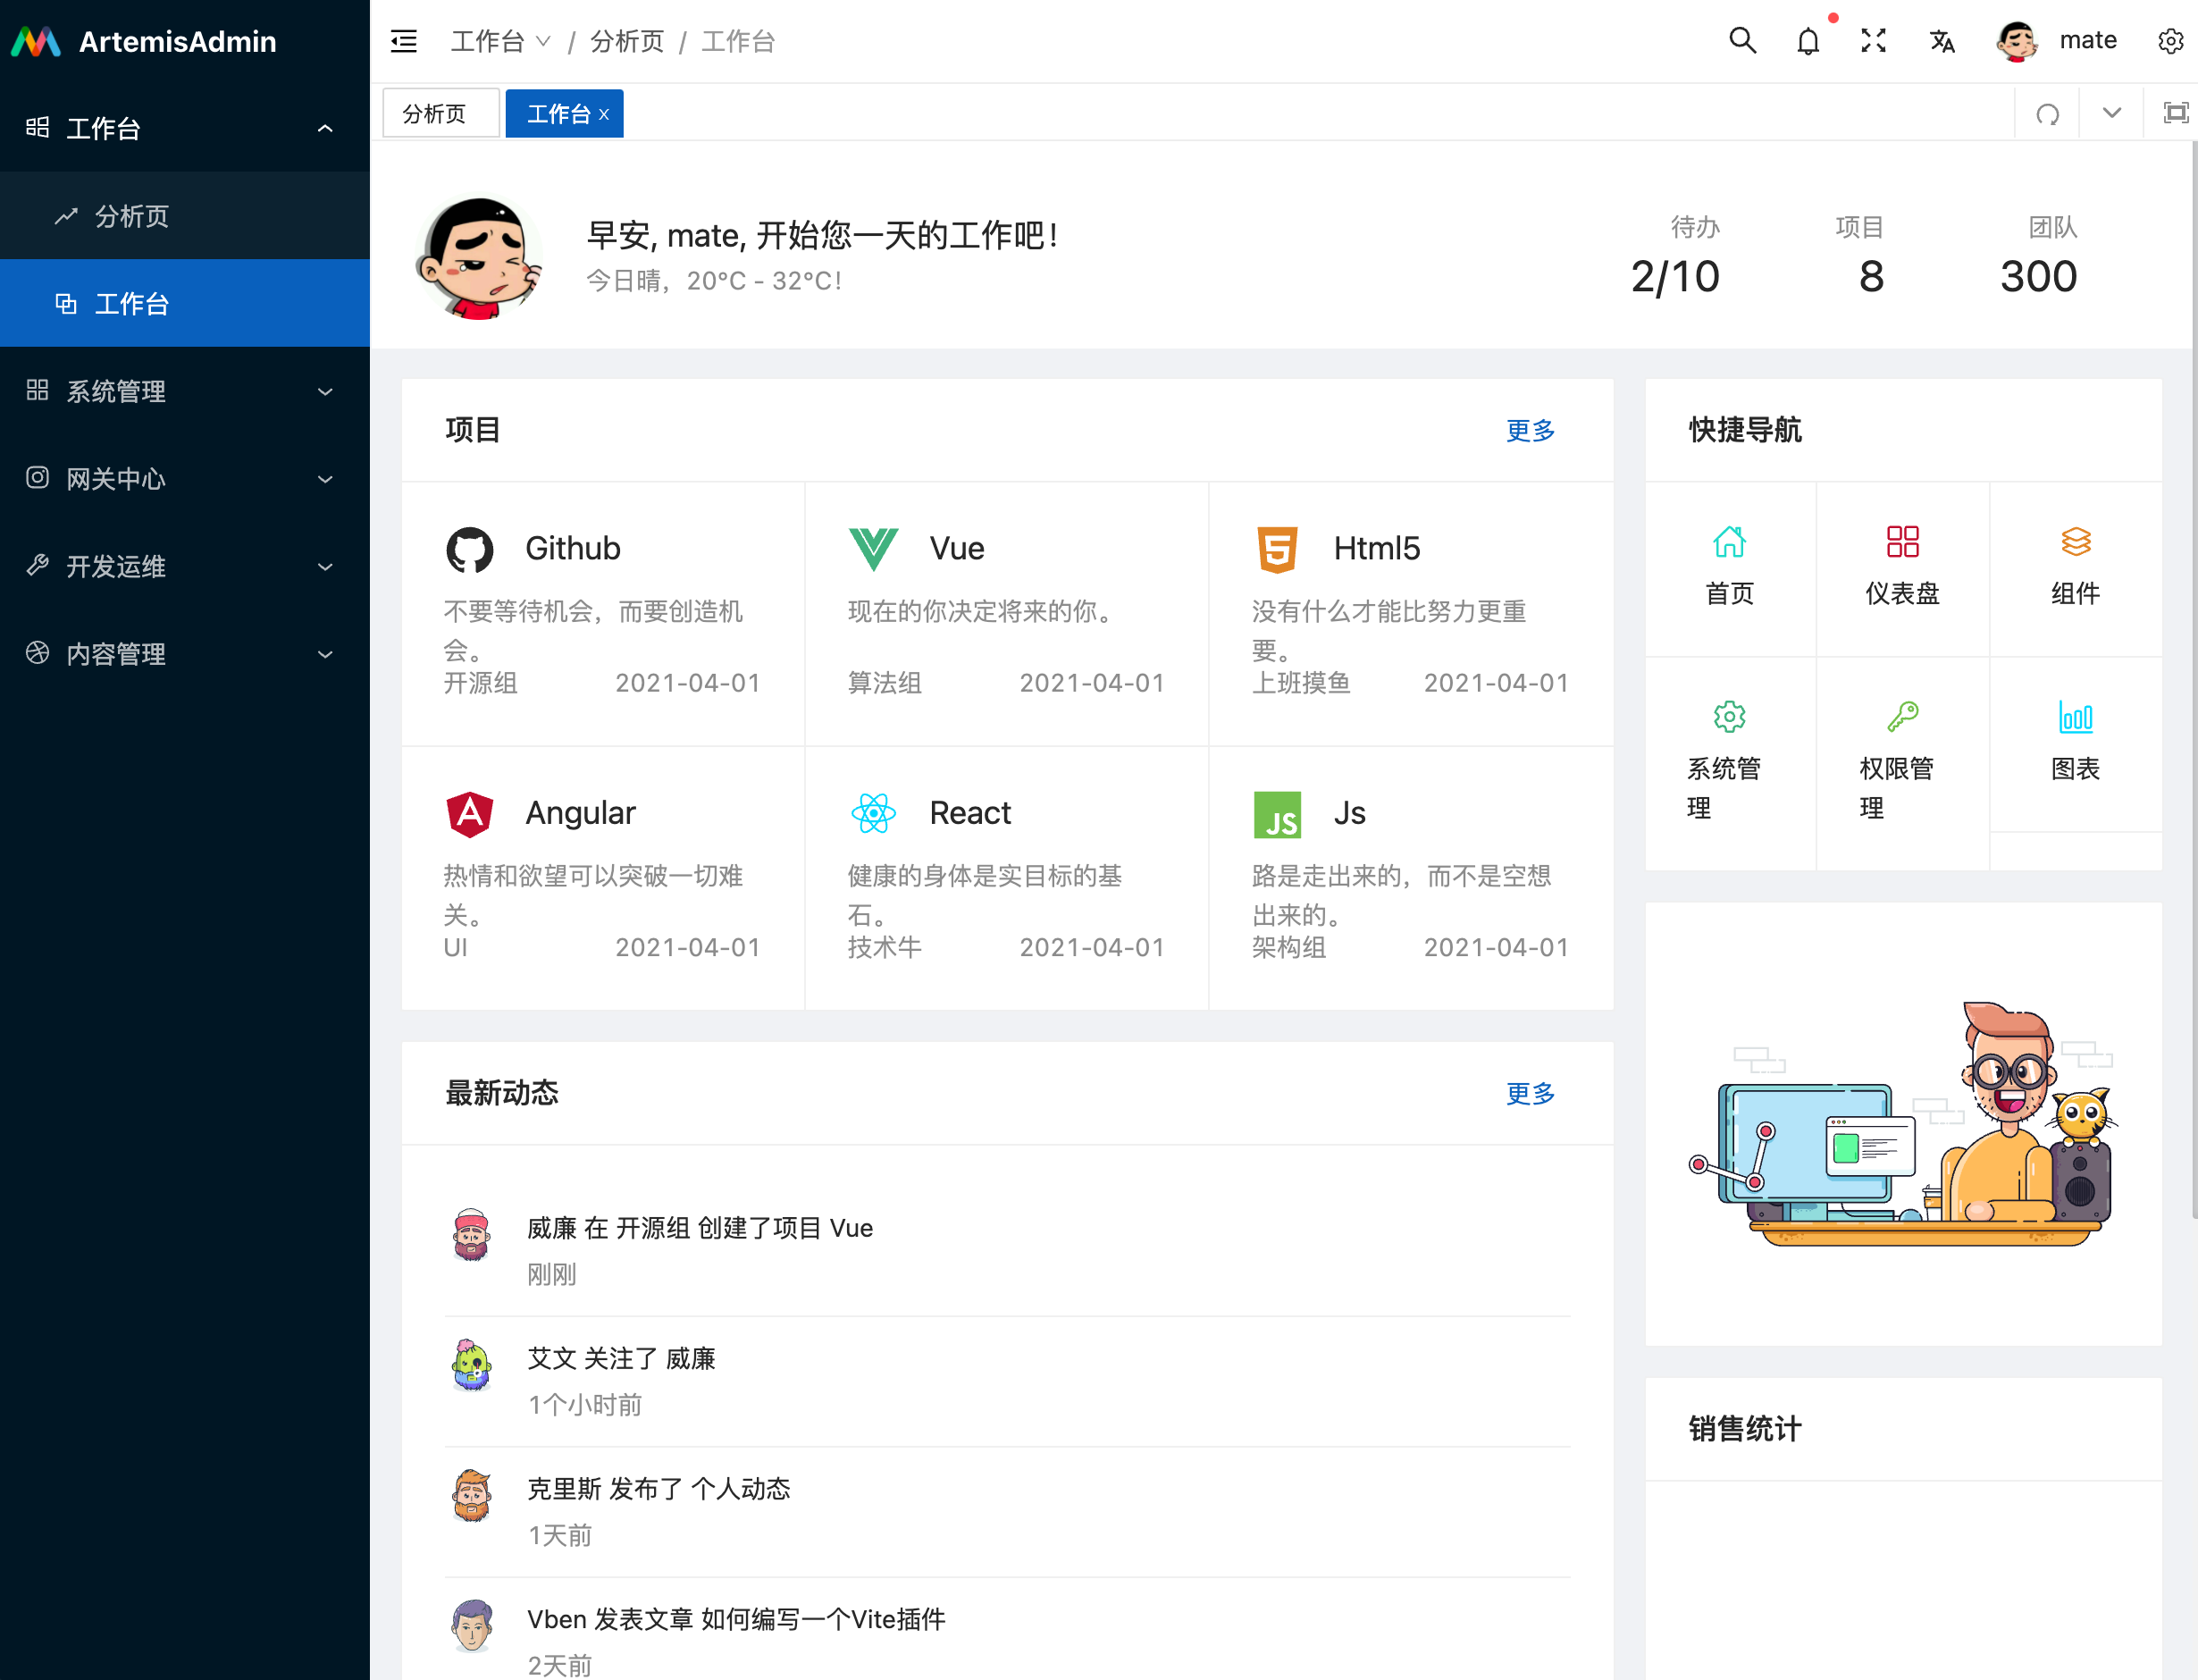 ArtemisAdmin
工作台
分析页
工作台
系统管理
网关中心
开发运维
内容管理
工作台 / 分析页 / 工作台
mate
分析页
工作台 x
早安, mate, 开始您一天的工作吧!
今日晴，20℃ - 32℃!
待办
2/10
项目
8
团队
300
项目
更多
Github
不要等待机会，而要创造机
会。
开源组 2021-04-01
Vue
现在的你决定将来的你。
算法组 2021-04-01
Html5
没有什么才能比努力更重
要。
上班摸鱼 2021-04-01
Angular
热情和欲望可以突破一切难
关。
UI 2021-04-01
React
健康的身体是实目标的基
石。
技术牛 2021-04-01
JS
Js
路是走出来的，而不是空想
出来的。
架构组 2021-04-01
最新动态
更多
威廉 在 开源组 创建了项目 Vue
刚刚
艾文 关注了 威廉
1个小时前
克里斯 发布了 个人动态
1天前
Vben 发表文章 如何编写一个Vite插件
2天前
快捷导航
首页
仪表盘
组件
系统管
理
权限管
理
图表
销售统计